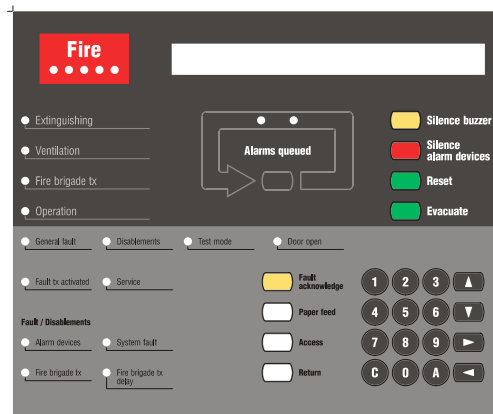 Fire
Extinguishing
Ventilation
Fire brigade tx
Operation
Alarms queued
Silence buzzer
Silence
alarm devices
Reset
Evacuate
General fault
Disablements
Test mode
Door open
Fault tx activated
Service
Fault / Disablements
Alarm devices
System fault
Fire brigade tx
Fire brigade tx
delay
Fault
acknowledge
Paper feed
Access
Return
1 2 3
4 5 6
7 8 9
C 0 A